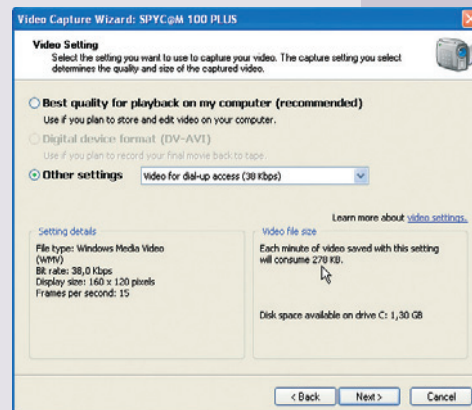 Video Capture Wizard: SPYC@M 100 PLUS
Video Setting
Select the setting you want to use to capture your video. The capture setting you select
determines the quality and size of the captured video.
Best quality for playback on my computer (recommended)
Use if you plan to store and edit video on your computer.
Digital device format (DV-AVI)
Use if you plan to record your final movie back to tape.
Other settings
Video for dial-up access (38 Kbps)
Learn more about video settings.
Setting details
File type: Windows Media Video
(WMV)
Bit rate: 38,0 Kbps
Display size: 160 x 120 pixels
Frames per second: 15
Video file size
Each minute of video saved with this setting
will consume 278 KB.
Disk space available on drive C: 1,30 GB
< Back
Next >
Cancel